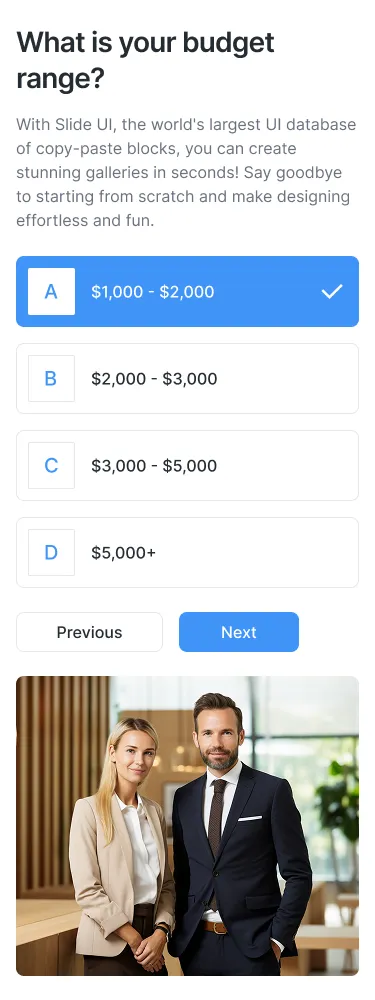 What is your budget
range?
With Slide UI, the world's largest UI database
of copy-paste blocks, you can create
stunning galleries in seconds! Say goodbye
to starting from scratch and make designing
effortless and fun.
A $1,000 - $2,000
B $2,000 - $3,000
C $3,000 - $5,000
D $5,000+
Previous Next